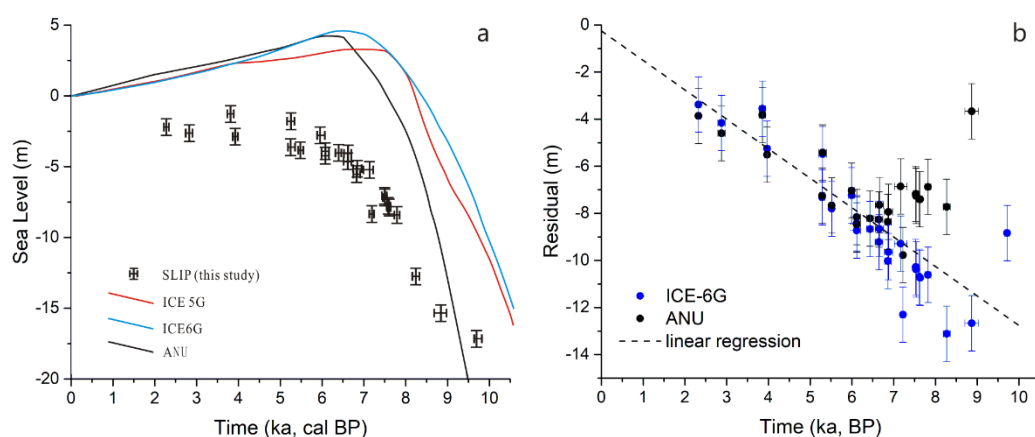 a
5
0
-5
-10
-15
-20
Sea Level (m)
SLIP (this study)
ICE 5G
ICE6G
ANU
0 1 2 3 4 5 6 7 8 9 10
Time (ka, cal BP)
b
0
-2
-4
-6
-8
-10
-12
-14
Residual (m)
ICE-6G
ANU
linear regression
0 1 2 3 4 5 6 7 8 9 10
Time (ka, BP)